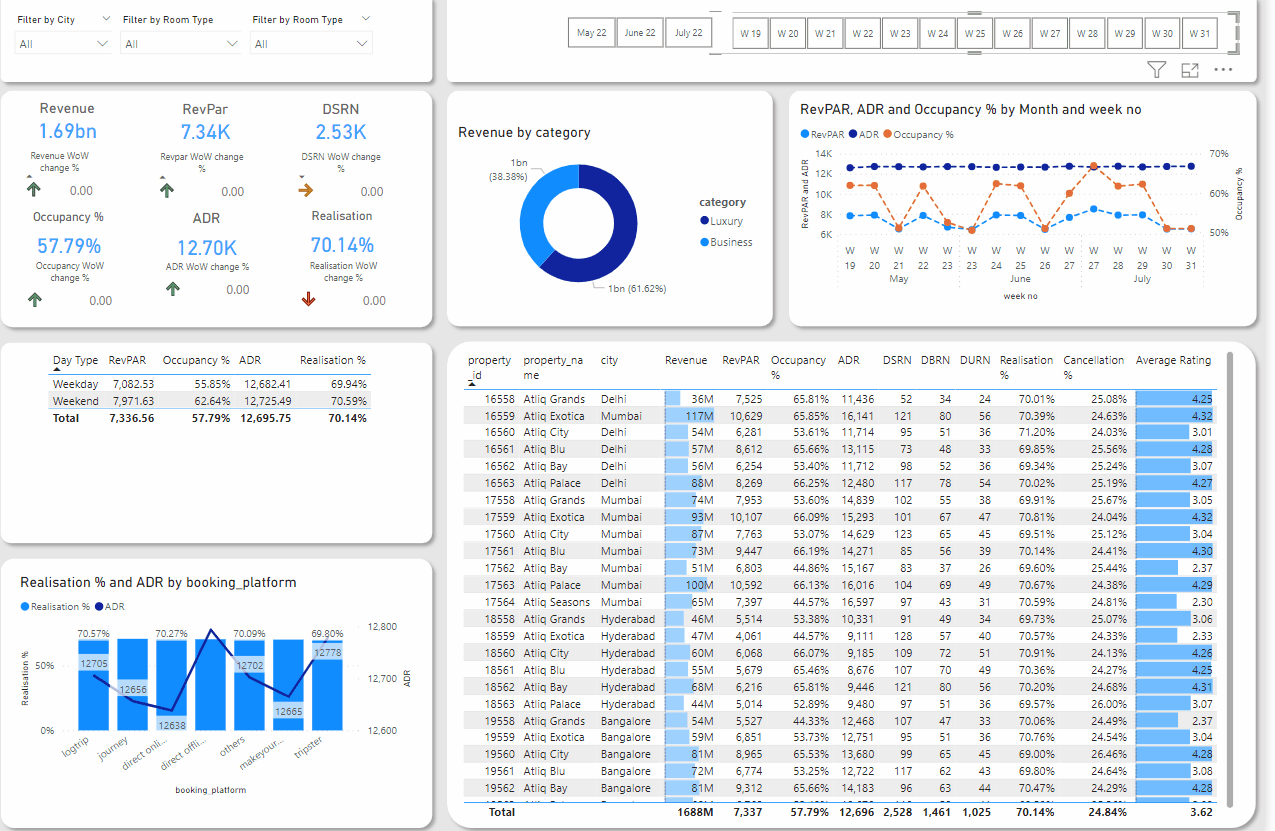 Filter by City Filter by Room Type Filter by Room Type
All All All
May 22 June 22 July 22 W 19 W 20 W 21 W 22 W 23 W 24 W 25 W 26 W 27 W 28 W 29 W 30 W 31
Revenue RevPar DSRN
1.69bn 7.34K 2.53K
Revenue WoW change % Revpar WoW change % DSRN WoW change %
0.00 0.00 0.00
Occupancy % ADR Realisation
57.79% 12.70K 70.14%
Occupancy WoW change % ADR WoW change % Realisation WoW change %
0.00 0.00 0.00
Revenue by category
1bn (38.38%)
1bn (61.62%)
category
Luxury
Business
RevPAR, ADR and Occupancy % by Month and week no
RevPAR ADR Occupancy %
RevPAR and ADR
14K
12K
10K
8K
6K
70%
60%
50%
Occupancy %
W 19 W 20 W 21 W 22 W 23 W 23 W 24 W 25 W 26 W 27 W 27 W 28 W 29 W 30 W 31
May June July
week no
Day Type RevPAR Occupancy % ADR Realisation %
Weekday 7,082.53 55.85% 12,682.41 69.94%
Weekend 7,971.63 62.64% 12,725.49 70.59%
Total 7,336.56 57.79% 12,695.75 70.14%
Realisation % and ADR by booking_platform
Realisation % ADR
Realisation %
50%
0%
70.57% 70.27% 70.09% 69.80%
12705 12656 12638 12702 12665 12778
12,800
12,700
12,600
ADR
logtrip journey direct onli... direct offli... others makeyour... tripster
booking_platform
property_id property_name city Revenue RevPAR Occupancy % ADR DSRN DBRN DURN Realisation % Cancellation % Average Rating
16558 Atliq Grands Delhi 36M 7,525 65.81% 11,436 52 34 24 70.01% 25.08% 4.25
16559 Atliq Exotica Mumbai 117M 10,629 65.85% 16,141 121 80 56 70.39% 24.63% 4.32
16560 Atliq City Delhi 54M 6,281 53.61% 11,714 95 51 36 71.20% 24.03% 3.01
16561 Atliq Blu Delhi 57M 8,612 65.66% 13,115 73 48 33 69.85% 25.56% 4.28
16562 Atliq Bay Delhi 56M 6,254 53.40% 11,712 98 52 36 69.34% 25.24% 3.07
16563 Atliq Palace Delhi 88M 8,269 66.25% 12,480 117 78 54 70.02% 25.19% 4.27
17558 Atliq Grands Mumbai 74M 7,953 53.60% 14,839 102 55 38 69.91% 25.67% 3.05
17559 Atliq Exotica Mumbai 93M 10,107 66.09% 15,293 101 67 47 70.81% 24.04% 4.32
17560 Atliq City Mumbai 87M 7,763 53.07% 14,629 123 65 45 69.51% 25.12% 3.04
17561 Atliq Blu Mumbai 73M 9,447 66.19% 14,271 85 56 39 70.14% 24.41% 4.30
17562 Atliq Bay Mumbai 51M 6,803 44.86% 15,167 83 37 26 69.60% 25.44% 2.37
17563 Atliq Palace Mumbai 100M 10,592 66.13% 16,016 104 69 49 70.67% 24.38% 4.29
17564 Atliq Seasons Mumbai 65M 7,397 44.57% 16,597 97 43 31 70.59% 24.81% 2.30
18558 Atliq Grands Hyderabad 46M 5,514 53.38% 10,331 91 49 34 69.73% 25.07% 3.06
18559 Atliq Exotica Hyderabad 47M 4,061 44.57% 9,111 128 57 40 70.57% 24.33% 2.33
18560 Atliq City Hyderabad 60M 6,068 66.07% 9,185 109 72 51 70.91% 24.13% 4.26
18561 Atliq Blu Hyderabad 55M 5,679 65.46% 8,676 107 70 49 70.36% 24.27% 4.25
18562 Atliq Bay Hyderabad 68M 6,216 65.81% 9,446 121 80 56 70.20% 24.68% 4.31
18563 Atliq Palace Hyderabad 44M 5,014 52.89% 9,480 97 51 36 69.57% 26.00% 3.07
19558 Atliq Grands Bangalore 54M 5,527 44.33% 12,468 107 47 33 70.06% 24.49% 2.37
19559 Atliq Exotica Bangalore 59M 6,851 53.73% 12,751 95 51 36 70.76% 24.54% 3.04
19560 Atliq City Bangalore 81M 8,965 65.53% 13,680 99 65 45 69.00% 26.46% 4.28
19561 Atliq Blu Bangalore 72M 6,774 53.25% 12,722 117 62 43 69.80% 24.64% 3.08
19562 Atliq Bay Bangalore 81M 9,312 65.66% 14,183 96 63 44 70.47% 24.29% 4.28
Total 1688M 7,337 57.79% 12,696 2,528 1,461 1,025 70.14% 24.84% 3.62